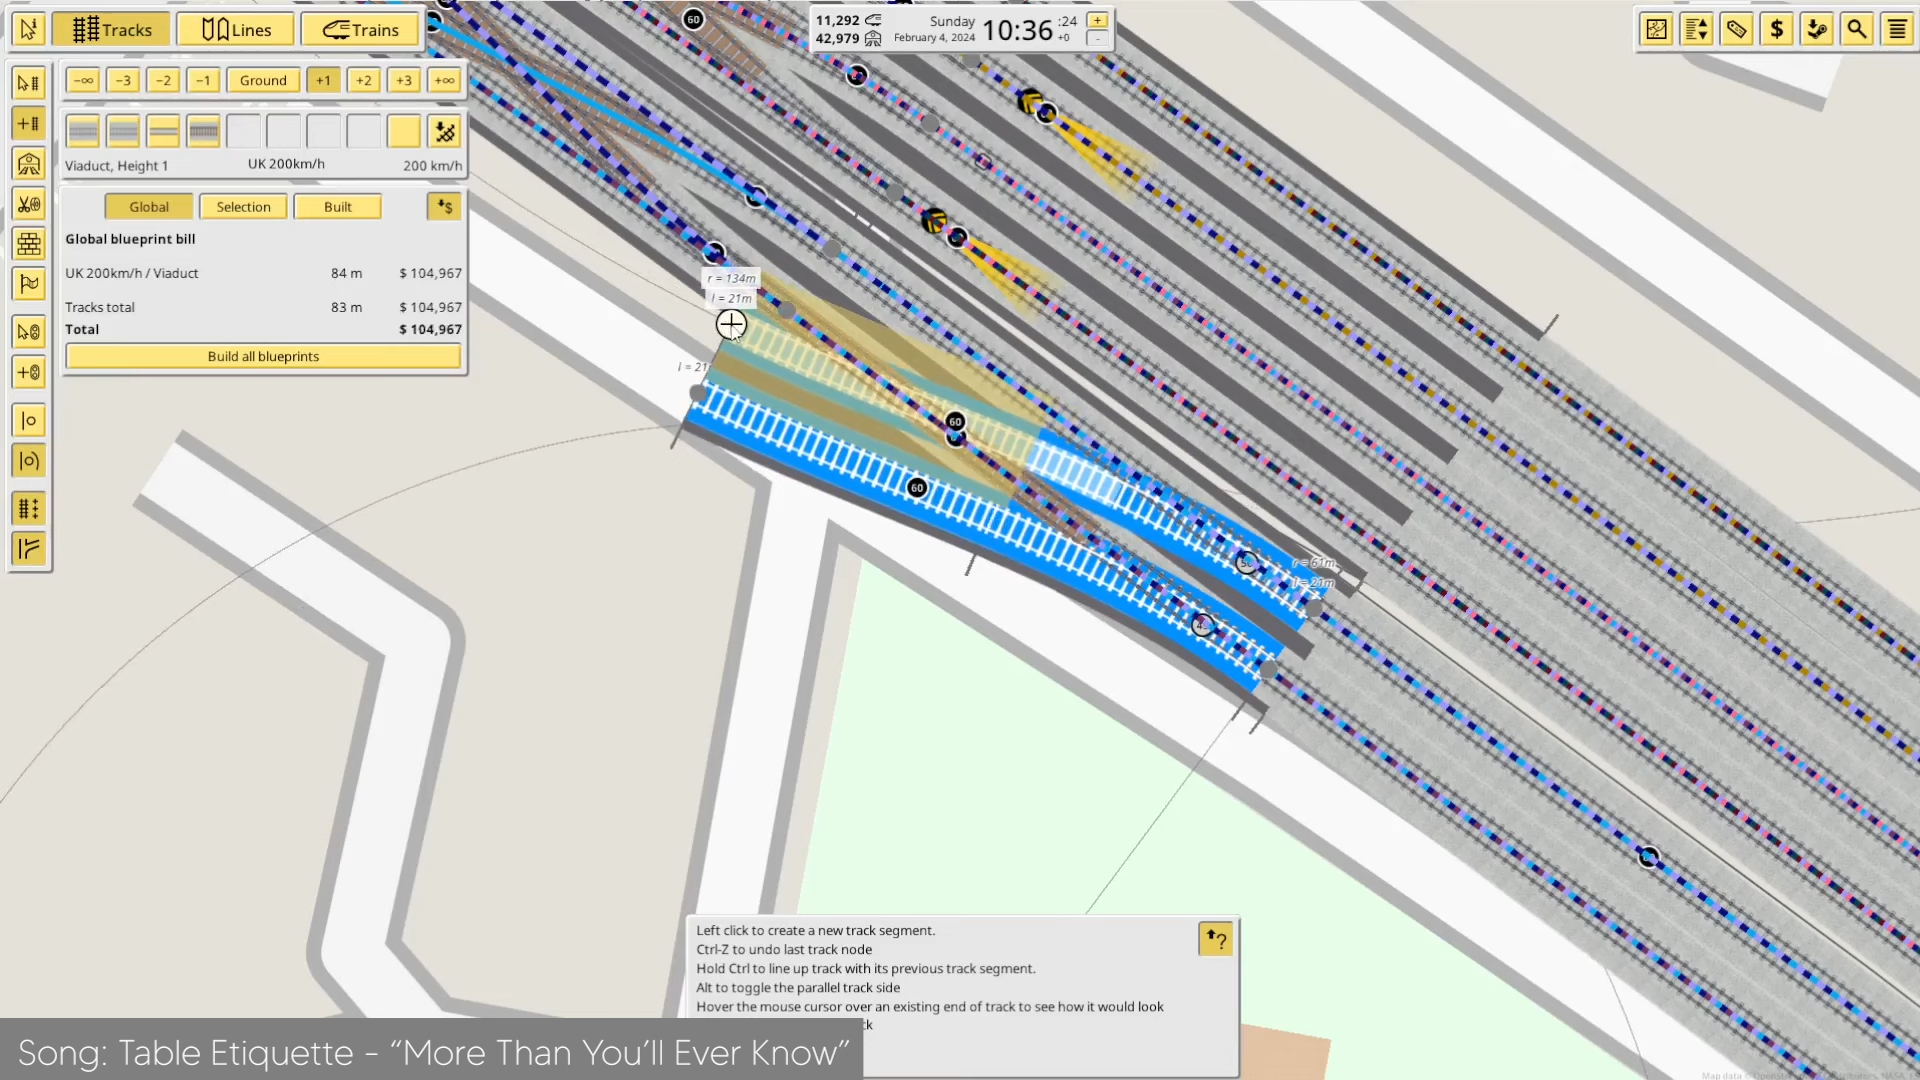 Tracks
Lines
Trains
11,292
42,979
Sunday
February 4, 2024
10:36
:24
+0
+
-
$
−∞
−3
−2
−1
Ground
+1
+2
+3
+∞
Viaduct, Height 1
UK 200km/h
200 km/h
Global
Selection
Built
$
Global blueprint bill
UK 200km/h / Viaduct 84 m $ 104,967
Tracks total 83 m $ 104,967
Total $ 104,967
Build all blueprints
60
r = 134m
l = 21m
l = 21
60
60
r = 61m
l = 21m
Left click to create a new track segment.
Ctrl-Z to undo last track node
Hold Ctrl to line up track with its previous track segment.
Alt to toggle the parallel track side
Hover the mouse cursor over an existing end of track to see how it would look
?
Song: Table Etiquette - “More Than You’ll Ever Know”